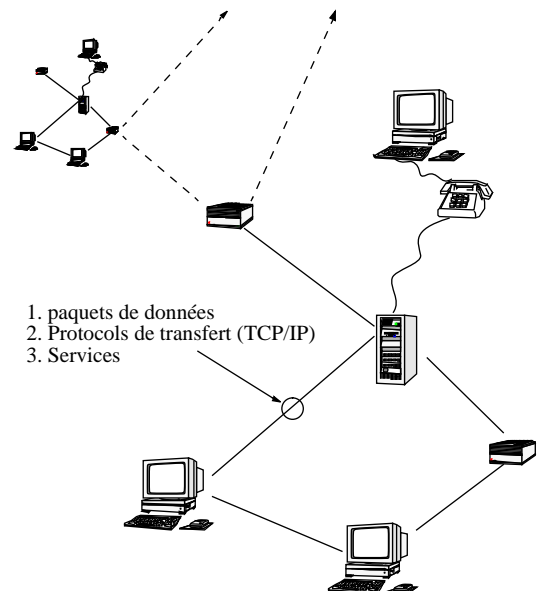 1. paquets de données
2. Protocols de transfert (TCP/IP)
3. Services